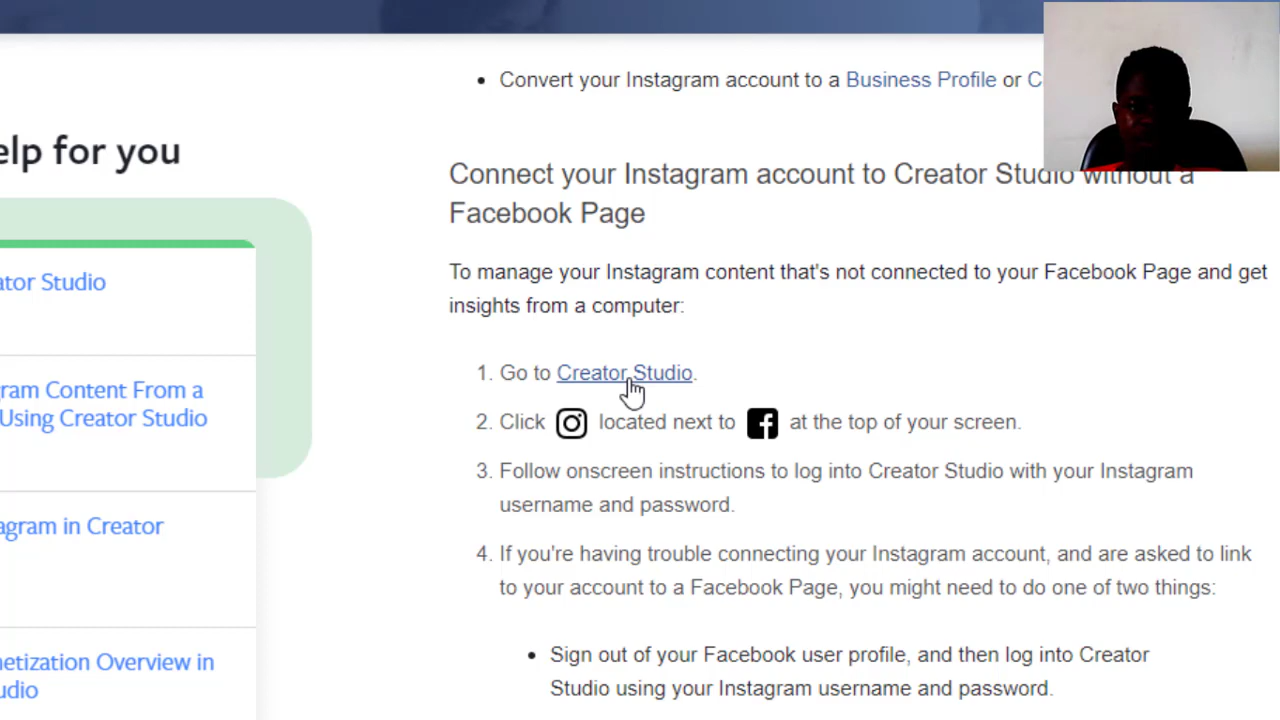 Convert your Instagram account to a Business Profile or C
elp for you
Connect your Instagram account to Creator Studio without a
Facebook Page
To manage your Instagram content that's not connected to your Facebook Page and get
insights from a computer:
ator Studio
1. Go to Creator Studio.
gram Content From a
Using Creator Studio
2. Click located next to at the top of your screen.
3. Follow onscreen instructions to log into Creator Studio with your Instagram
username and password.
agram in Creator
4. If you're having trouble connecting your Instagram account, and are asked to link
to your account to a Facebook Page, you might need to do one of two things:
netization Overview in
udio
Sign out of your Facebook user profile, and then log into Creator
Studio using your Instagram username and password.